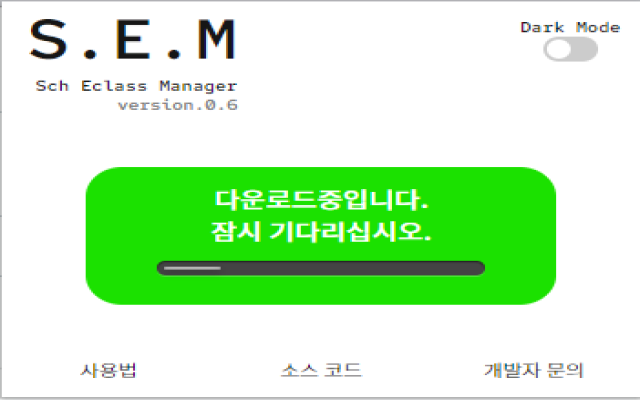 S.E.M
Dark Mode
Sch Eclass Manager
version.0.6
다운로드중입니다.
잠시 기다리십시오.
사용법
소스 코드
개발자 문의